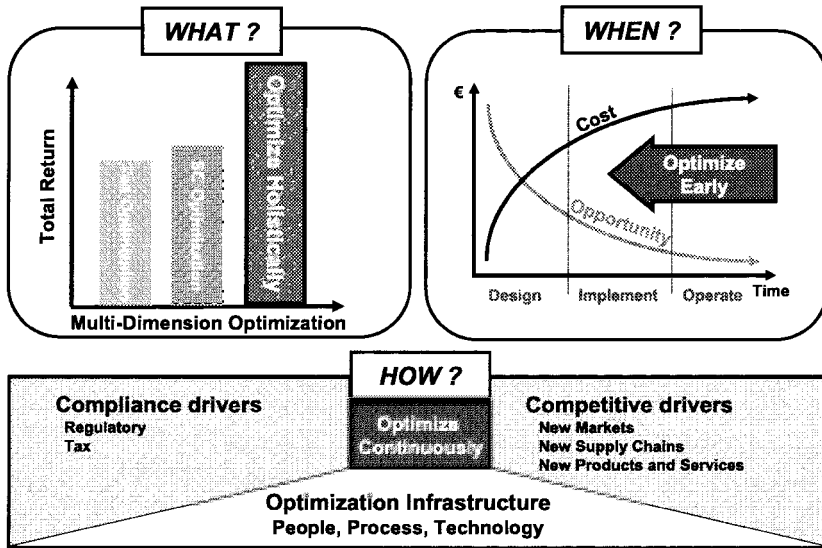 WHAT ?
Total Return
SC Optimization
Optimize Holistically
Multi-Dimension Optimization
WHEN ?
€
Cost
Opportunity
Optimize
Early
Design
Implement
Operate
Time
HOW ?
Compliance drivers
Regulatory
Tax
Optimize
Continuously
Competitive drivers
New Markets
New Supply Chains
New Products and Services
Optimization Infrastructure
People, Process, Technology